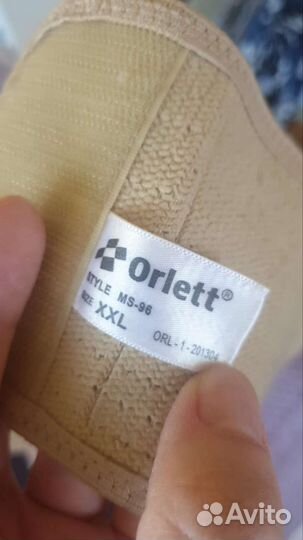 Orlett®
STYLE MS-96
SIZE XXL
ORL-1-201304
Avito